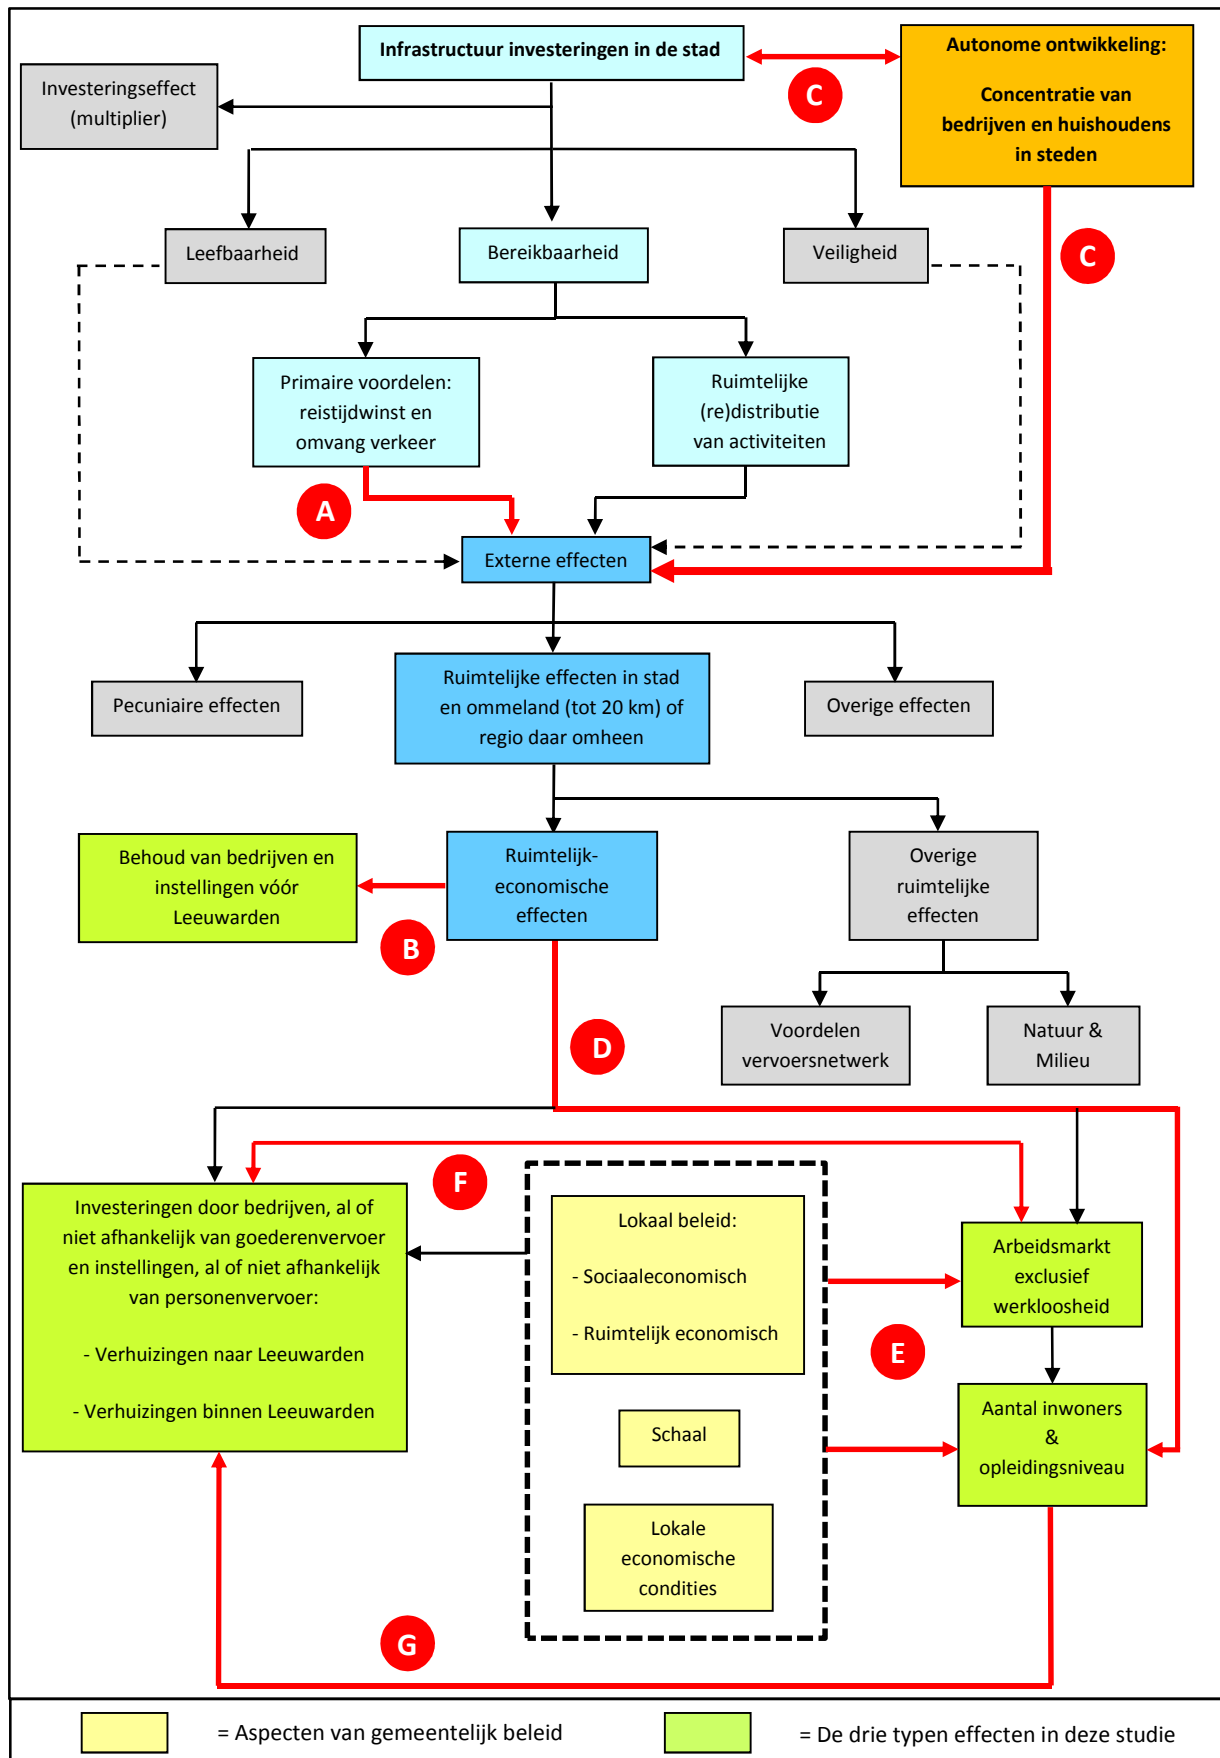 Infrastructuur investeringen in de stad
Autonome ontwikkeling:
Concentratie van
bedrijven en huishoudens
in steden
C
Investeringseffect
(multiplier)
Leefbaarheid
Bereikbaarheid
Veiligheid
C
Primaire voordelen:
reistijdwinst en
omvang verkeer
Ruimtelijke
(re)distributie
van activiteiten
A
Externe effecten
Pecuniaire effecten
Ruimtelijke effecten in stad
en ommeland (tot 20 km) of
regio daar omheen
Overige effecten
Behoud van bedrijven en
instellingen vóór
Leeuwarden
B
Ruimtelijk-
economische
effecten
Overige
ruimtelijke
effecten
D
Voordelen
vervoersnetwerk
Natuur &
Milieu
F
Investeringen door bedrijven, al of
niet afhankelijk van goederenvervoer
en instellingen, al of niet afhankelijk
van personenvervoer:
- Verhuizingen naar Leeuwarden
- Verhuizingen binnen Leeuwarden
Lokaal beleid:
- Sociaaleconomisch
- Ruimtelijk economisch
Schaal
Lokale
economische
condities
E
Arbeidsmarkt
exclusief
werkloosheid
Aantal inwoners
&
opleidingsniveau
G
= Aspecten van gemeentelijk beleid
= De drie typen effecten in deze studie